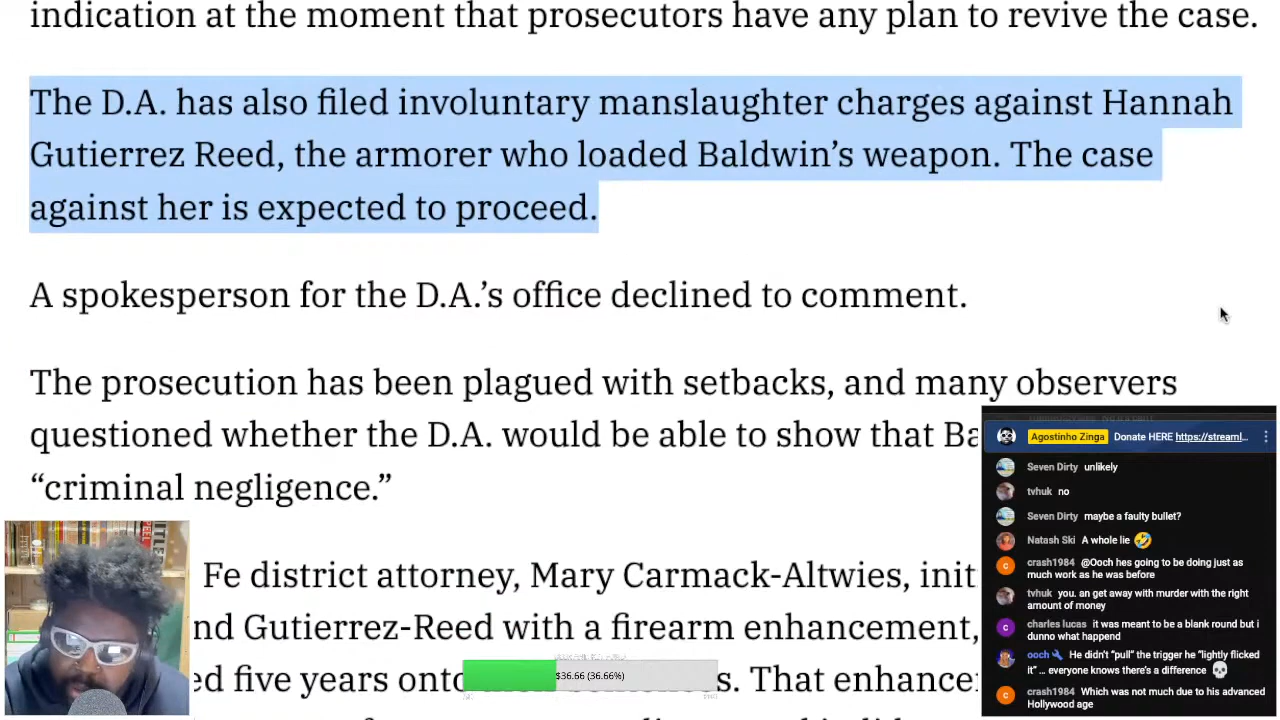 indication at the moment that prosecutors have any plan to revive the case.
The D.A. has also filed involuntary manslaughter charges against Hannah
Gutierrez Reed, the armorer who loaded Baldwin’s weapon. The case
against her is expected to proceed.
A spokesperson for the D.A.’s office declined to comment.
The prosecution has been plagued with setbacks, and many observers
questioned whether the D.A. would be able to show that Ba
“criminal negligence.”
Fe district attorney, Mary Carmack-Altwies, init
nd Gutierrez-Reed with a firearm enhancement,
ed five years onto
s. That enhancer
$36.66 (36.66%)
Agostinho Zinga Donate HERE https://streaml...
Seven Dirty unlikely
tvhuk no
Seven Dirty maybe a faulty bullet?
Natash Ski A whole lie 🤣
crash1984 @Ooch hes going to be doing just as
much work as he was before
tvhuk you. an get away with murder with the right
amount of money
charles lucas it was meant to be a blank round but i
dunno what happend
ooch He didn’t “pull” the trigger he “lightly flicked
it” … everyone knows there’s a difference 💀
crash1984 Which was not much due to his advanced
Hollywood age